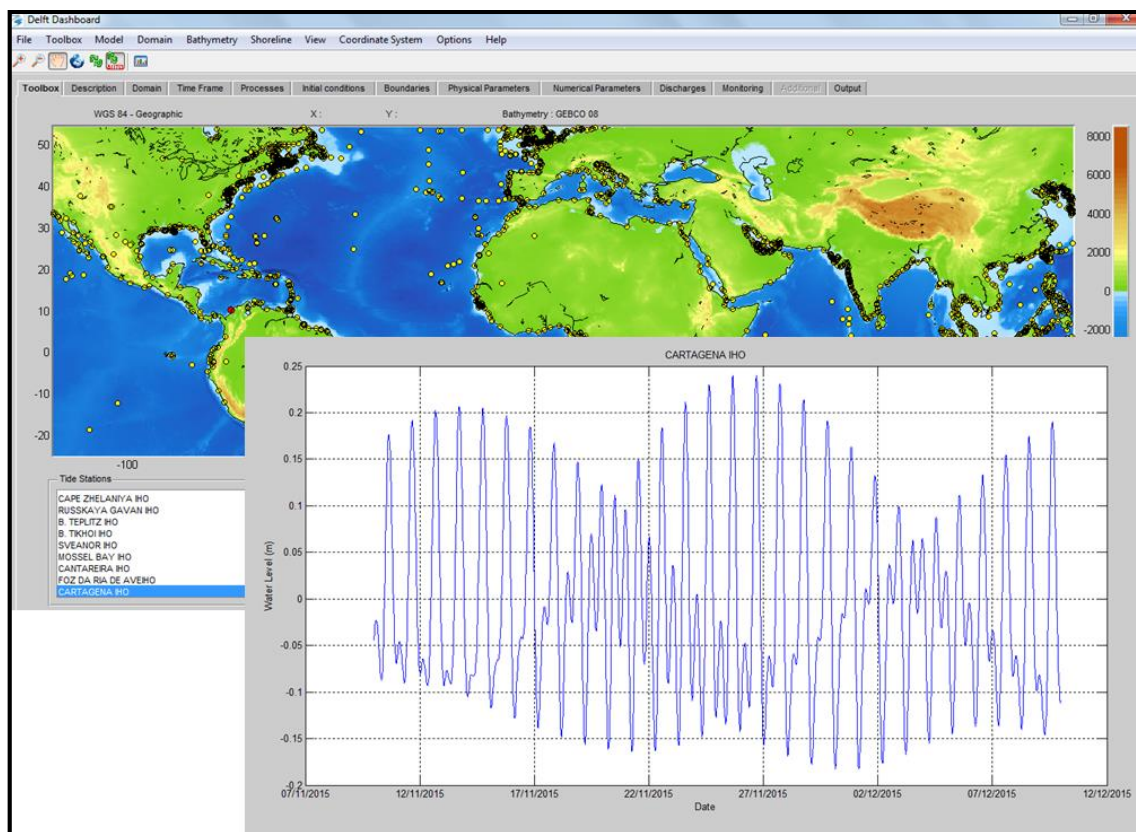 Delft Dashboard
File Toolbox Model Domain Bathymetry Shoreline View Coordinate System Options Help
Toolbox Description Domain Time Frame Processes Initial conditions Boundaries Physical Parameters Numerical Parameters Discharges Monitoring Additional Output
WGS 84 - Geographic X : Y : Bathymetry : GEBCO 08
50
40
30
20
10
0
-10
-20
-100
8000
6000
4000
2000
0
-2000
Tide Stations
CAPE ZHELANIYA IHO
RUSSKAYA GAVAN IHO
B. TEPLITZ IHO
B. TIKHOI IHO
SVEANOR IHO
MOSSEL BAY IHO
CANTAREIRA IHO
FOZ DA RIA DE AVEIHO
CARTAGENA IHO
CARTAGENA IHO
0.25
0.2
0.15
0.1
0.05
0
-0.05
-0.1
-0.15
-0.2
Water Level (m)
07/11/2015 12/11/2015 17/11/2015 22/11/2015 27/11/2015 02/12/2015 07/12/2015 12/12/2015
Date